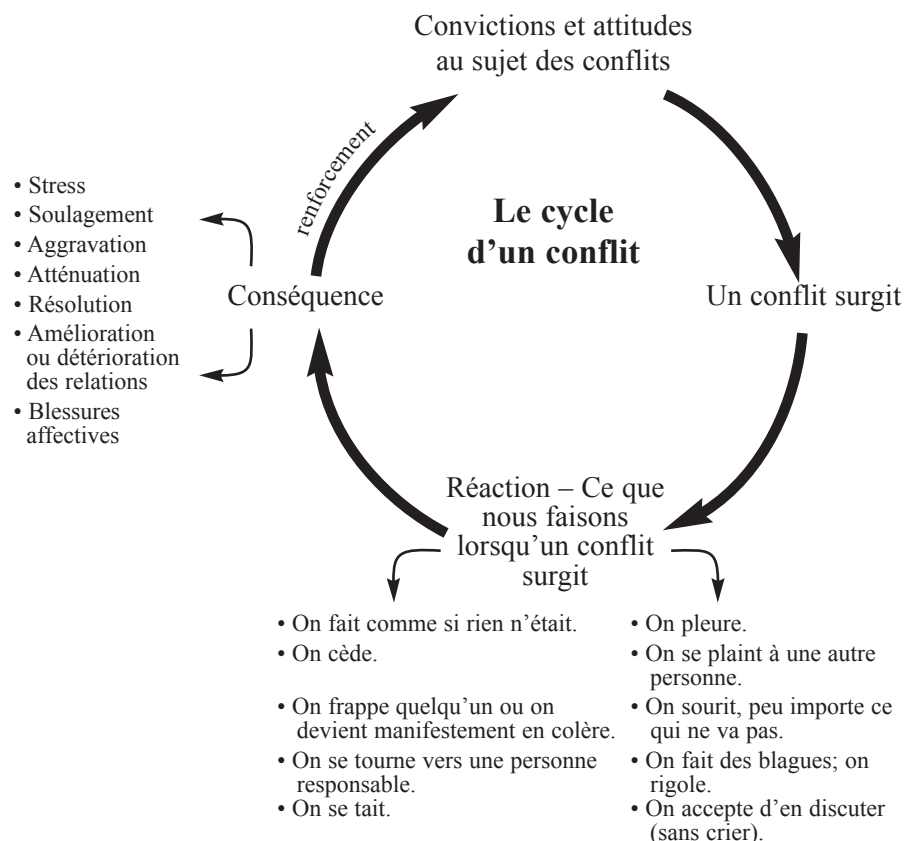 Convictions et attitudes
au sujet des conflits
renforcement
Le cycle
d'un conflit
• Stress
• Soulagement
• Aggravation
• Atténuation
• Résolution
• Amélioration
ou détérioration
des relations
• Blessures
affectives
Conséquence
Un conflit surgit
Réaction – Ce que
nous faisons
lorsqu'un conflit
surgit
• On fait comme si rien n'était.
• On cède.
• On frappe quelqu'un ou on
devient manifestement en colère.
• On se tourne vers une personne
responsable.
• On se tait.
• On pleure.
• On se plaint à une autre
personne.
• On sourit, peu importe ce
qui ne va pas.
• On fait des blagues; on
rigole.
• On accepte d'en discuter
(sans crier).